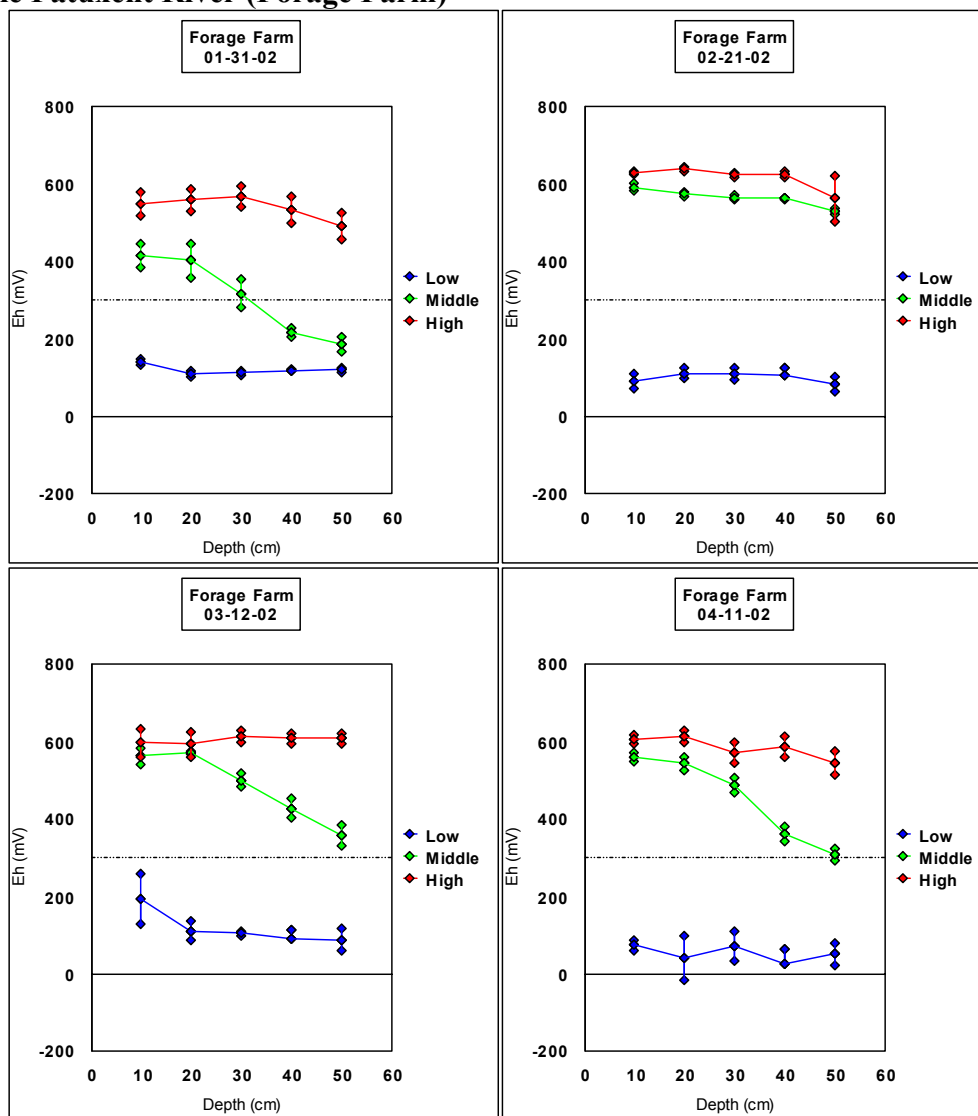 ne Patuxent River (Forage Farm)
Forage Farm
01-31-02
800
600
400
200
0
-200
Eh (mV)
0 10 20 30 40 50 60
Depth (cm)
Low
Middle
High
Forage Farm
02-21-02
800
600
400
200
0
-200
Eh (mV)
0 10 20 30 40 50 60
Depth (cm)
Low
Middle
High
Forage Farm
03-12-02
800
600
400
200
0
-200
Eh (mV)
0 10 20 30 40 50 60
Depth (cm)
Low
Middle
High
Forage Farm
04-11-02
800
600
400
200
0
-200
Eh (mV)
0 10 20 30 40 50 60
Depth (cm)
Low
Middle
High